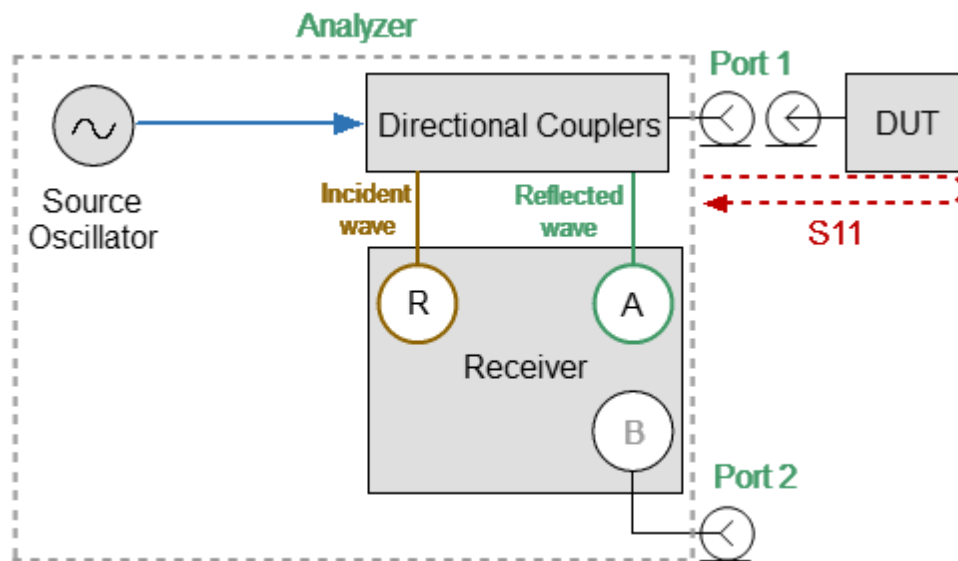 Analyzer
Port 1
Directional Couplers
DUT
Source
Oscillator
Incident
wave
Reflected
wave
S11
R
A
Receiver
B
Port 2